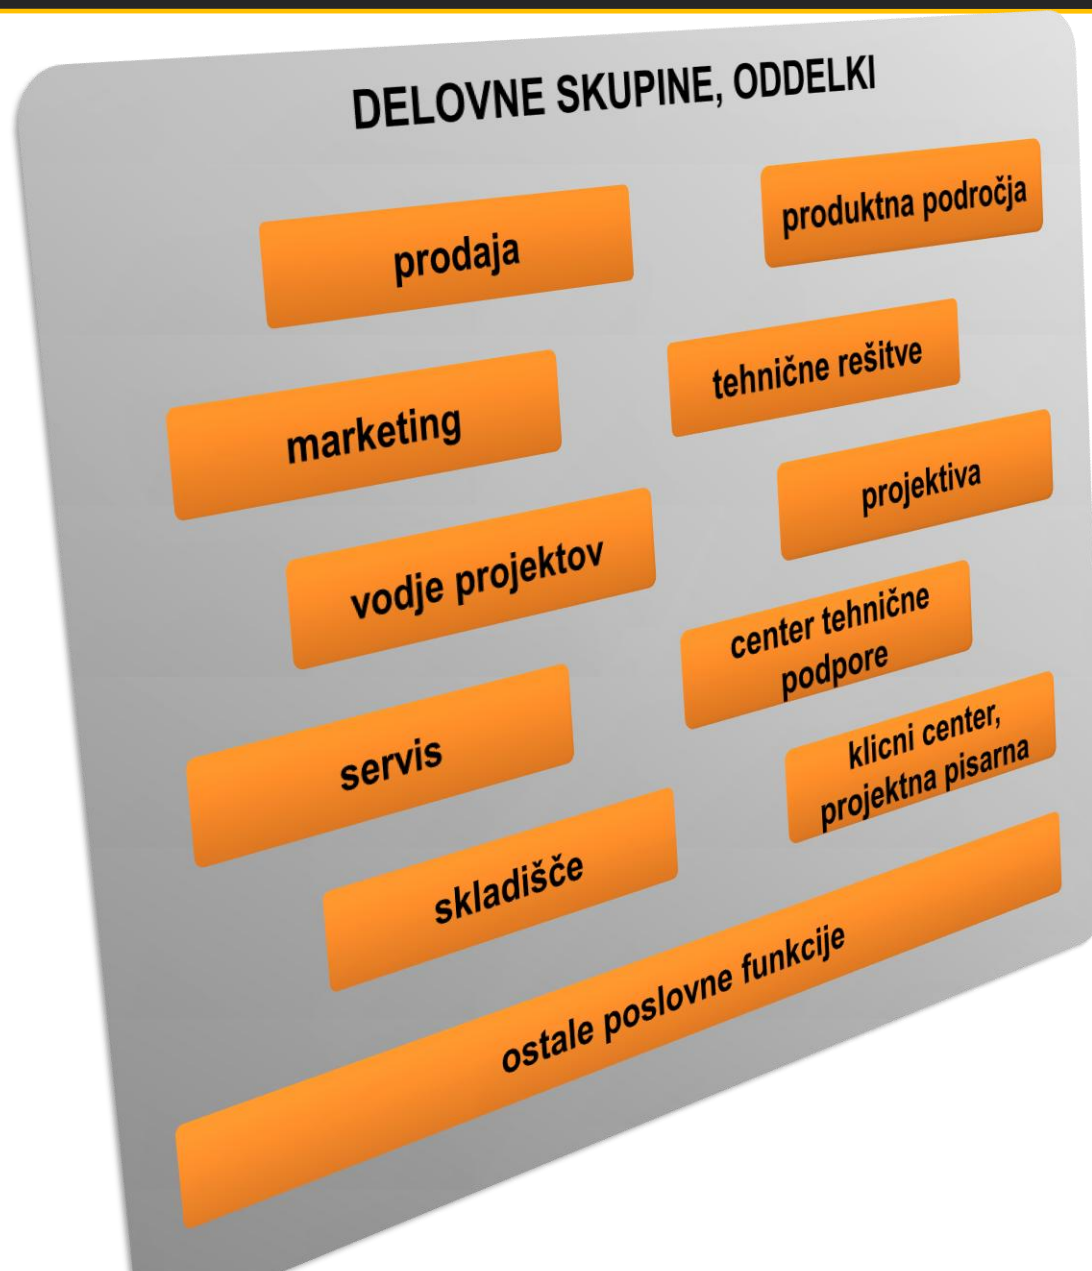 DELOVNE SKUPINE, ODDELKI
prodaja
produktna področja
marketing
tehnične rešitve
vodje projektov
projektiva
servis
center tehnične
podpore
skladišče
klicni center,
projektna pisarna
ostale poslovne funkcije